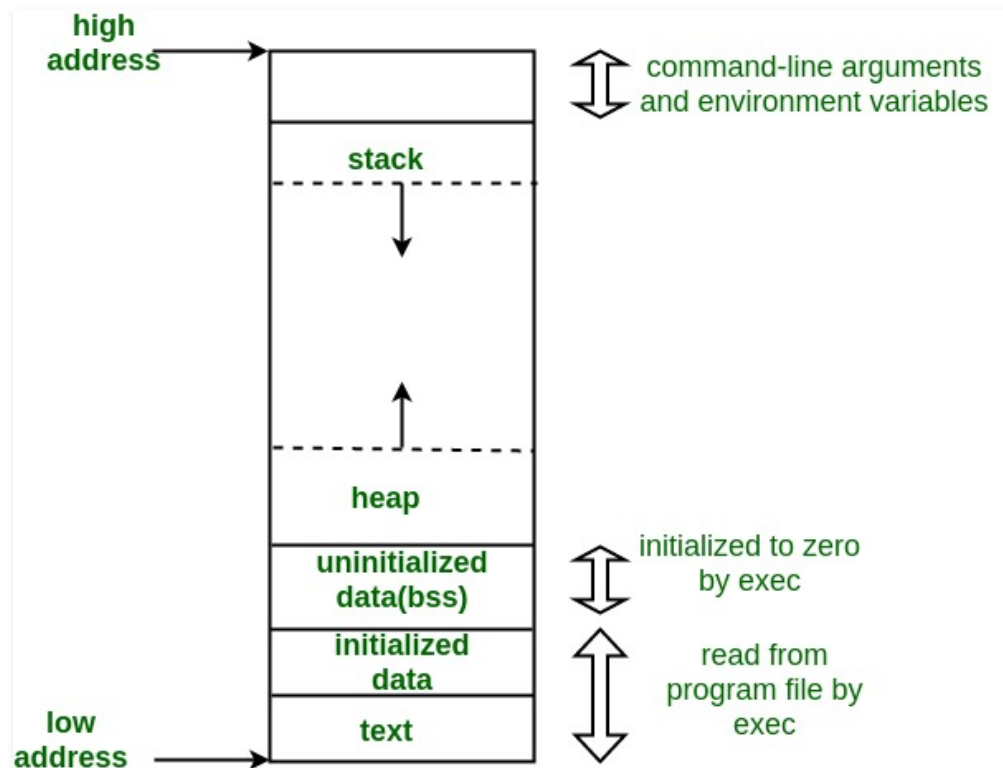 high
address
command-line arguments
and environment variables
stack
heap
uninitialized
data(bss)
initialized to zero
by exec
initialized
data
read from
program file by
exec
low
address
text